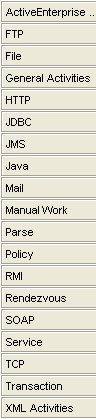 ActiveEnterprise ..
FTP
File
General Activities
HTTP
JDBC
JMS
Java
Mail
Manual Work
Parse
Policy
RMI
Rendezvous
SOAP
Service
TCP
Transaction
XML Activities